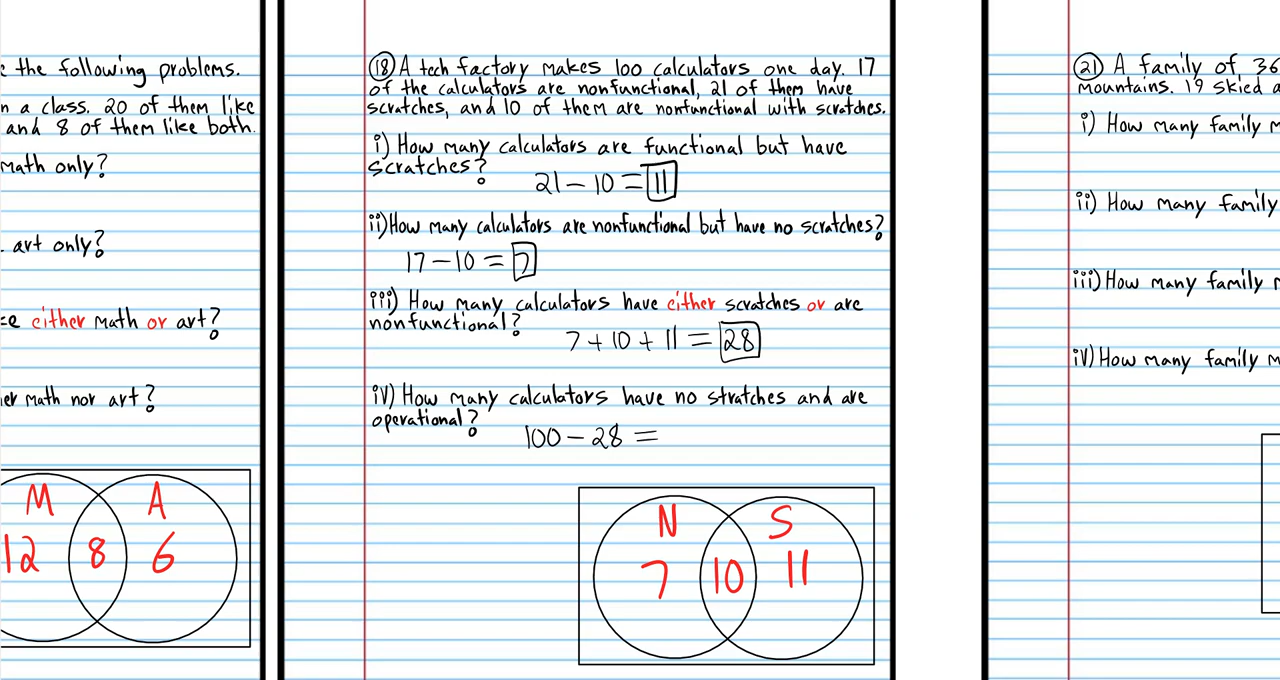 e the following problems.
n a class. 20 of them like
and 8 of them like both.
math only?
art only?
ke either math or art?
er math nor art?
M A
12 8 6
18 A tech factory makes 100 calculators one day. 17
of the calculators are nonfunctional, 21 of them have
scratches, and 10 of them are nonfunctional with scratches.
i) How many calculators are functional but have
scratches?
21 - 10 = 11
ii) How many calculators are nonfunctional but have no scratches?
17 - 10 = 7
iii) How many calculators have either scratches or are
nonfunctional?
7 + 10 + 11 = 28
iv) How many calculators have no stratches and are
operational?
100 - 28 =
N S
7 10 11
21 A family of 36
mountains. 19 skied a
i) How many family m
ii) How many family
iii) How many family m
iv) How many family m